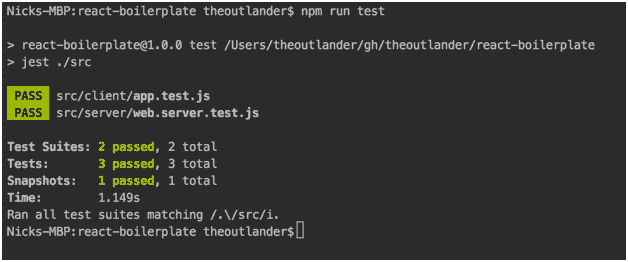 Nicks-MBP:react-boilerplate theoutlander$ npm run test
> react-boilerplate@1.0.0 test /Users/theoutlander/gh/theoutlander/react-boilerplate
> jest ./src
PASS src/client/app.test.js
PASS src/server/web.server.test.js
Test Suites: 2 passed, 2 total
Tests: 3 passed, 3 total
Snapshots: 1 passed, 1 total
Time: 1.149s
Ran all test suites matching /.\/src/i.
Nicks-MBP:react-boilerplate theoutlander$